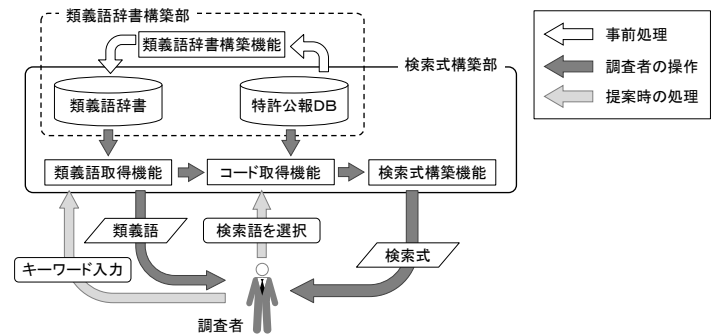 類義語辞書構築部
類義語辞書構築機能
検索式構築部
類義語辞書
特許公報DB
類義語取得機能
コード取得機能
検索式構築機能
類義語
検索語を選択
検索式
キーワード入力
調査者
事前処理
調査者の操作
提案時の処理